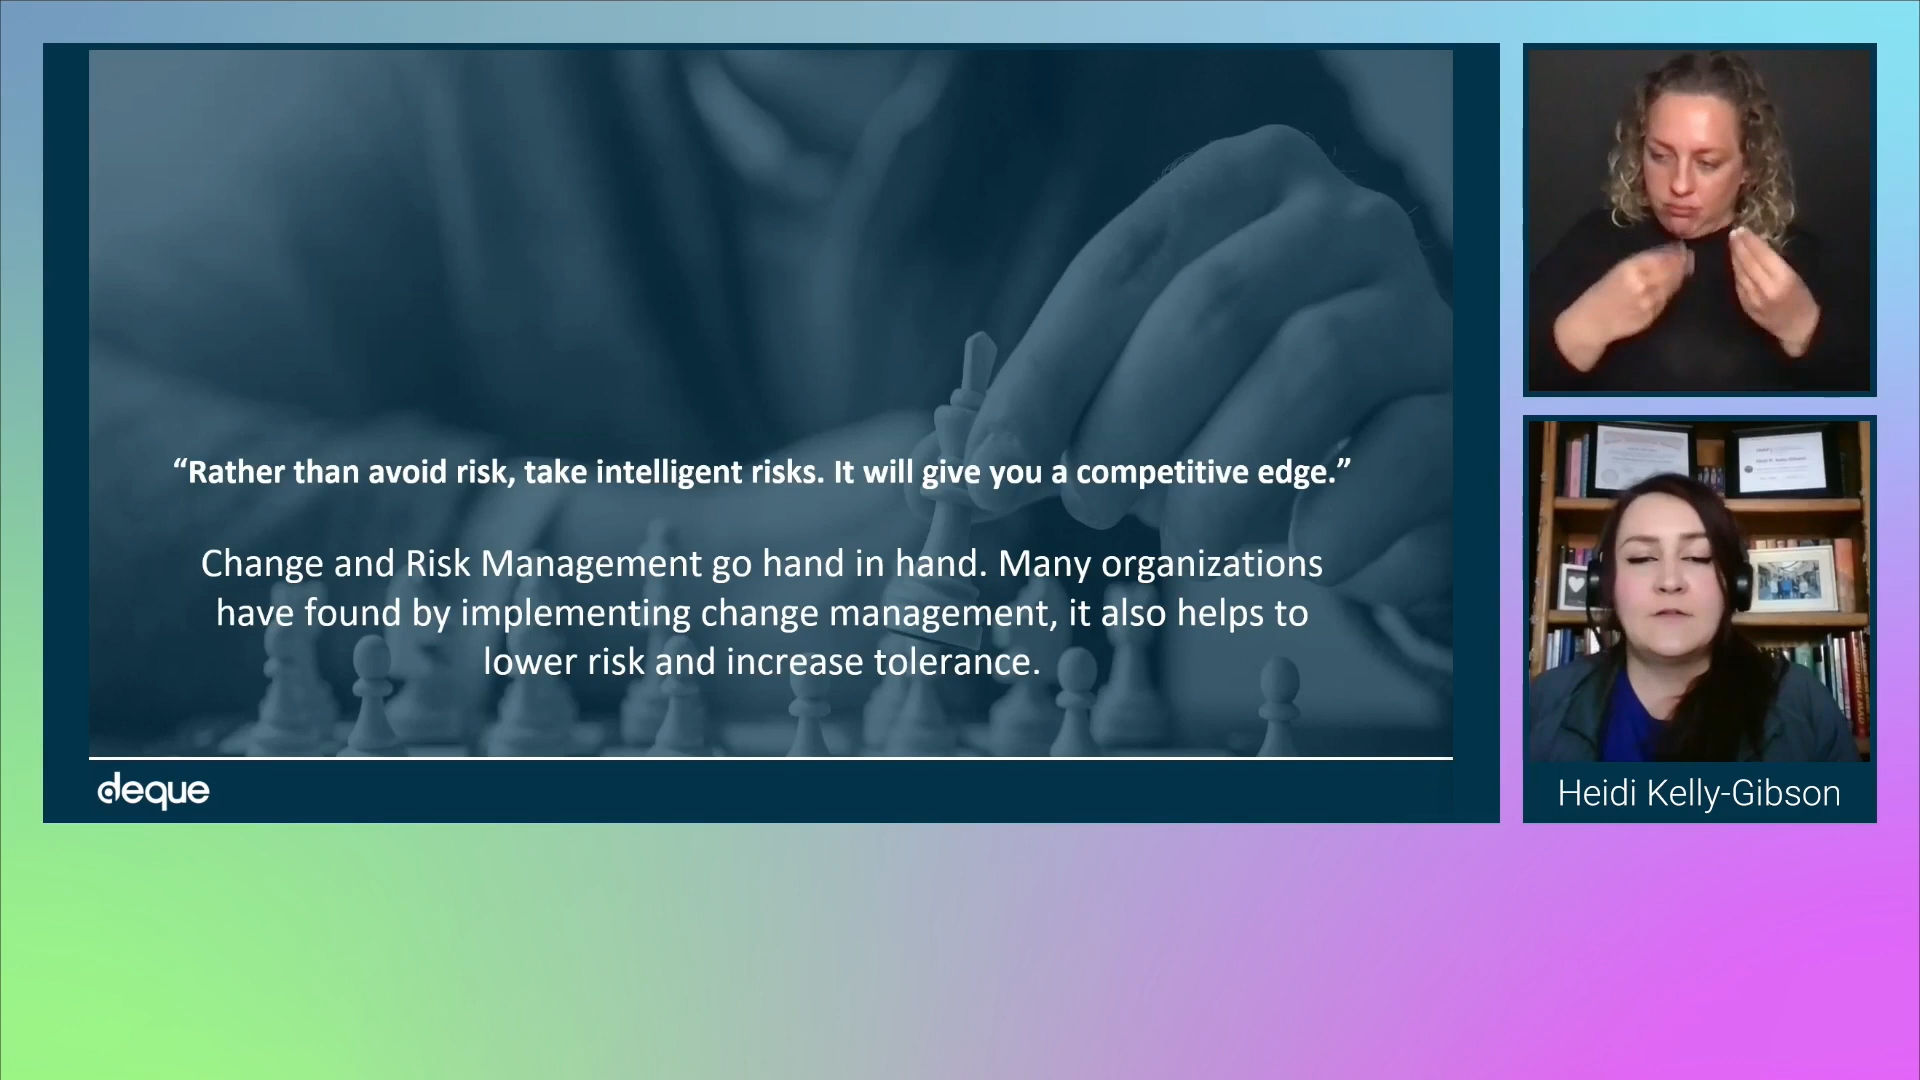 “Rather than avoid risk, take intelligent risks. It will give you a competitive edge.”
Change and Risk Management go hand in hand. Many organizations
have found by implementing change management, it also helps to
lower risk and increase tolerance.
deque
Heidi Kelly-Gibson